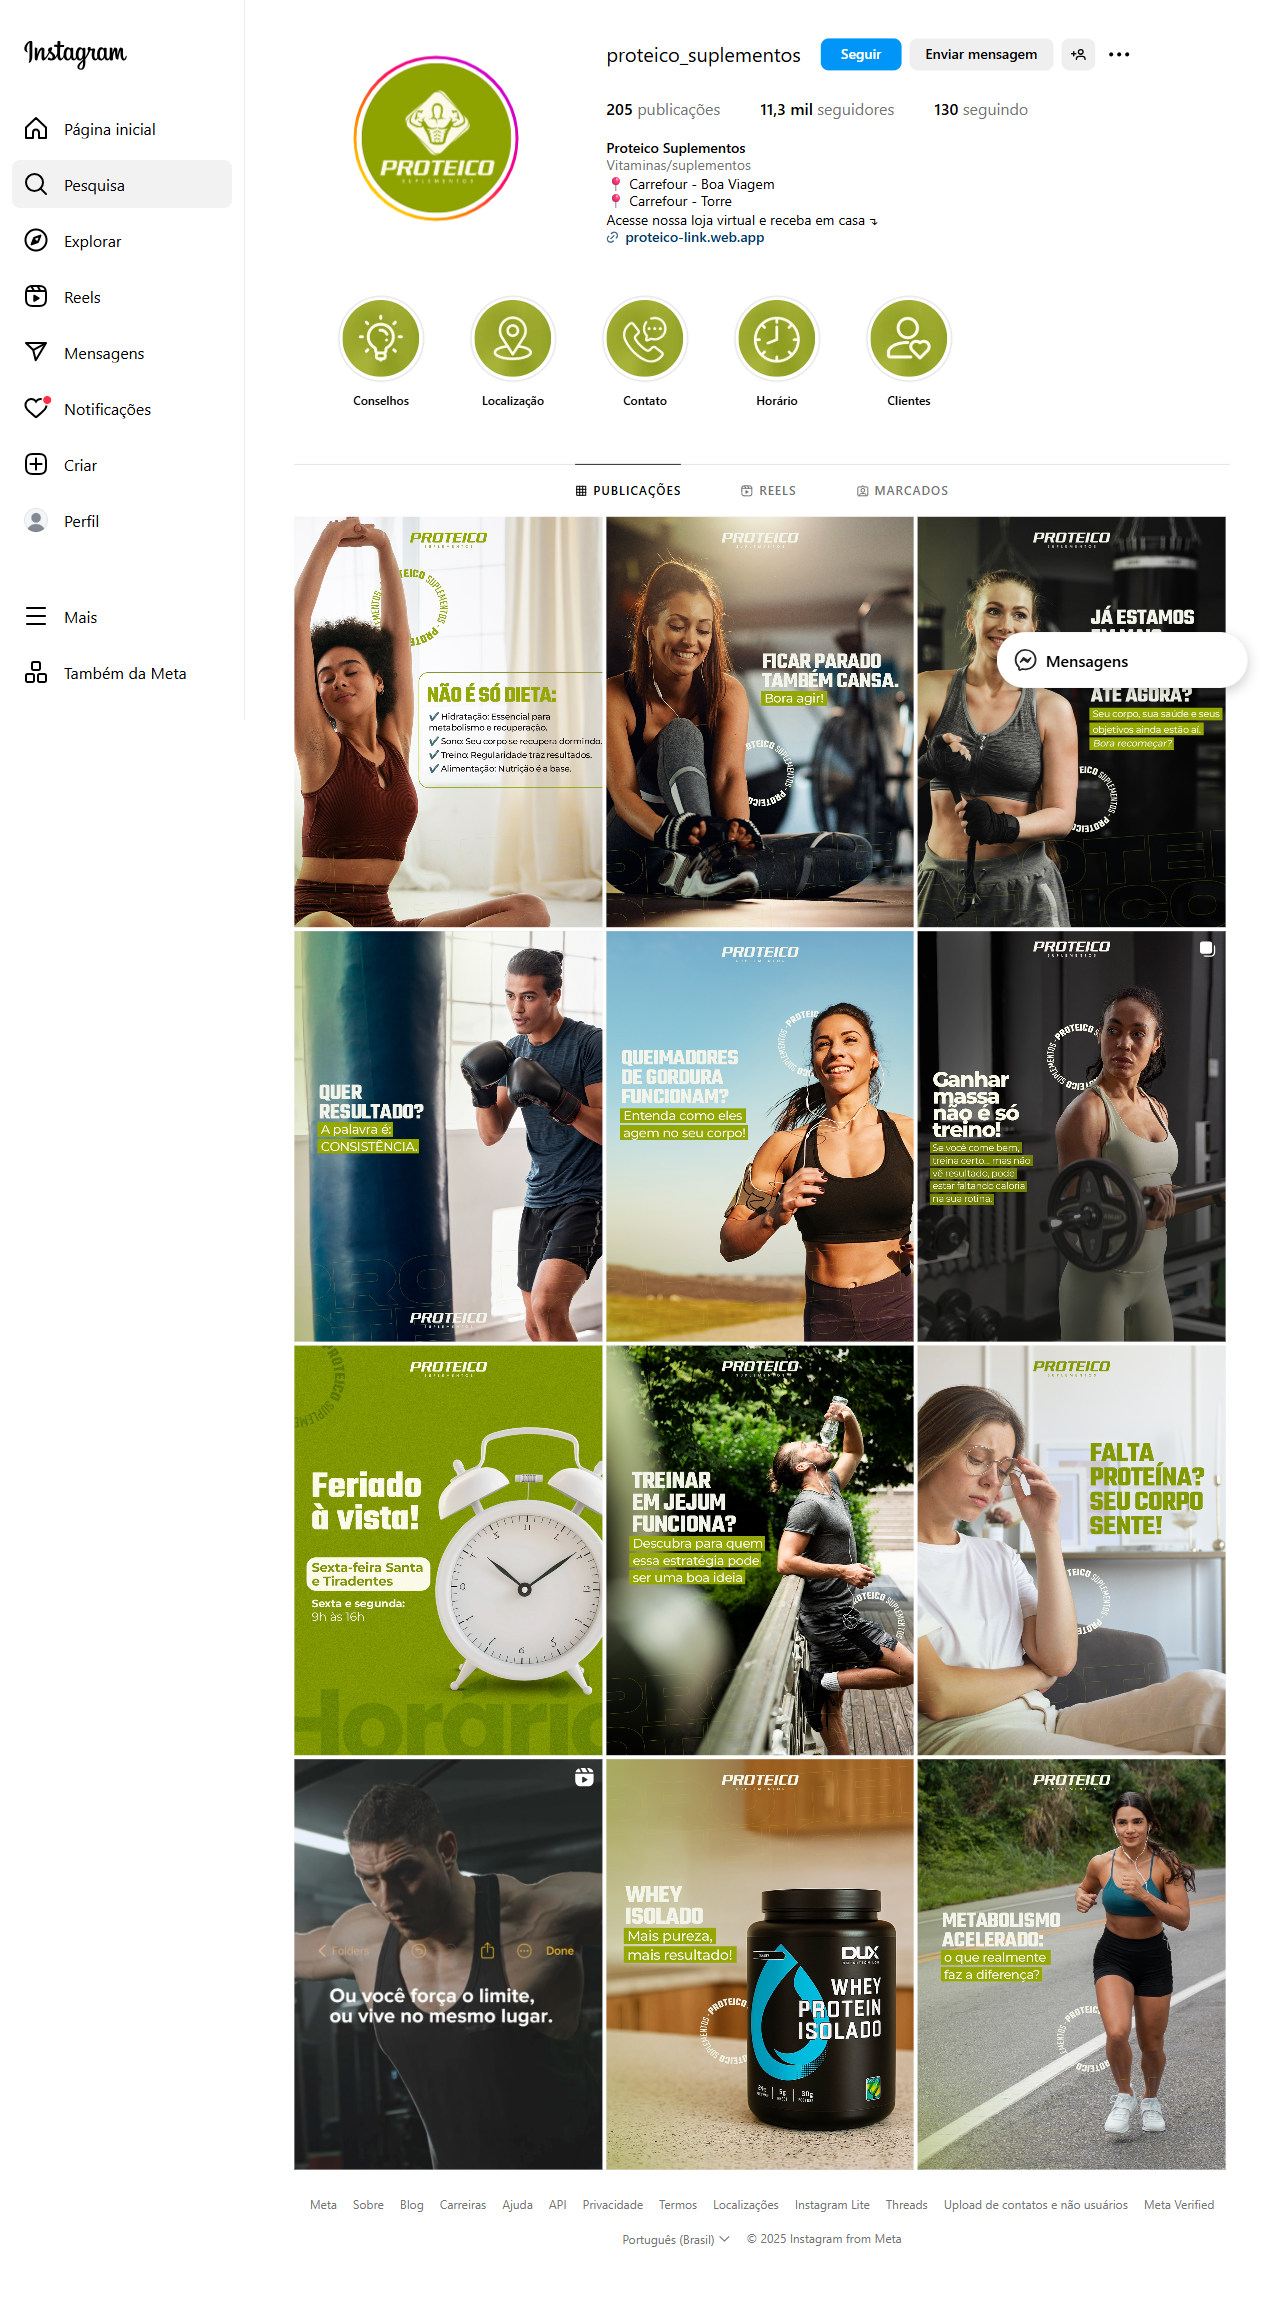 Instagram
Página inicial
Pesquisa
Explorar
Reels
Mensagens
Notificações
Criar
Perfil
Mais
Também da Meta
proteico_suplementos
Seguir
Enviar mensagem
205 publicações
11,3 mil seguidores
130 seguindo
PROTEICO
SUPLEMENTOS
Proteico Suplementos
Vitaminas/suplementos
Carrefour - Boa Viagem
Carrefour - Torre
Acesse nossa loja virtual e receba em casa
proteico-link.web.app
Conselhos
Localização
Contato
Horário
Clientes
PUBLICAÇÕES
REELS
MARCADOS
PROTEICO
SUPLEMENTOS
NÃO É SÓ DIETA:
✔ Hidratação: Essencial para
metabolismo e recuperação.
✔ Sono: Seu corpo se recupera dormindo.
✔ Treino: Regularidade traz resultados.
✔ Alimentação: Nutrição é a base.
PROTEICO
SUPLEMENTOS
FICAR PARADO
TAMBÉM CANSA.
Bora agir!
PROTEICO
SUPLEMENTOS
JÁ ESTAMOS
ATÉ AGORA?
Seu corpo, sua saúde e seus
objetivos ainda estão aí.
Bora recomeçar?
Mensagens
QUER
RESULTADO?
A palavra é:
CONSISTÊNCIA.
PROTEICO
SUPLEMENTOS
PROTEICO
SUPLEMENTOS
QUEIMADORES
DE GORDURA
FUNCIONAM?
Entenda como eles
agem no seu corpo!
PROTEICO
SUPLEMENTOS
Ganhar
massa
não é só
treino!
Se você come bem,
treina certo... mas não
vê resultado, pode
estar faltando caloria
na sua rotina.
PROTEICO
SUPLEMENTOS
Feriado
à vista!
Sexta-feira Santa
e Tiradentes
Sexta e segunda:
9h às 16h
Horário
PROTEICO
SUPLEMENTOS
TREINAR
EM JEJUM
FUNCIONA?
Descubra para quem
essa estratégia pode
ser uma boa ideia
PROTEICO
SUPLEMENTOS
FALTA
PROTEÍNA?
SEU CORPO
SENTE!
Folders
Done
Ou você força o limite,
ou vive no mesmo lugar.
PROTEICO
SUPLEMENTOS
WHEY
ISOLADO
Mais pureza,
mais resultado!
DUX
WHEY
PROTEIN
ISOLADO
PROTEICO
SUPLEMENTOS
METABOLISMO
ACELERADO:
o que realmente
faz a diferença?
Meta
Sobre
Blog
Carreiras
Ajuda
API
Privacidade
Termos
Localizações
Instagram Lite
Threads
Upload de contatos e não usuários
Meta Verified
Português (Brasil)
© 2025 Instagram from Meta